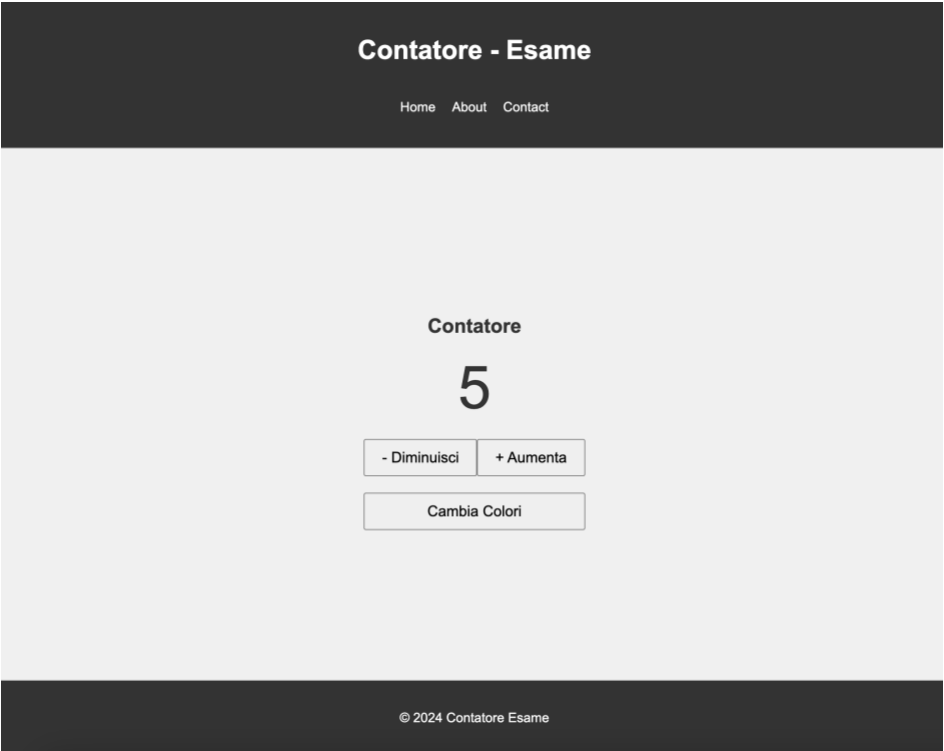 Contatore - Esame
Home About Contact
Contatore
5
- Diminuisci + Aumenta
Cambia Colori
© 2024 Contatore Esame